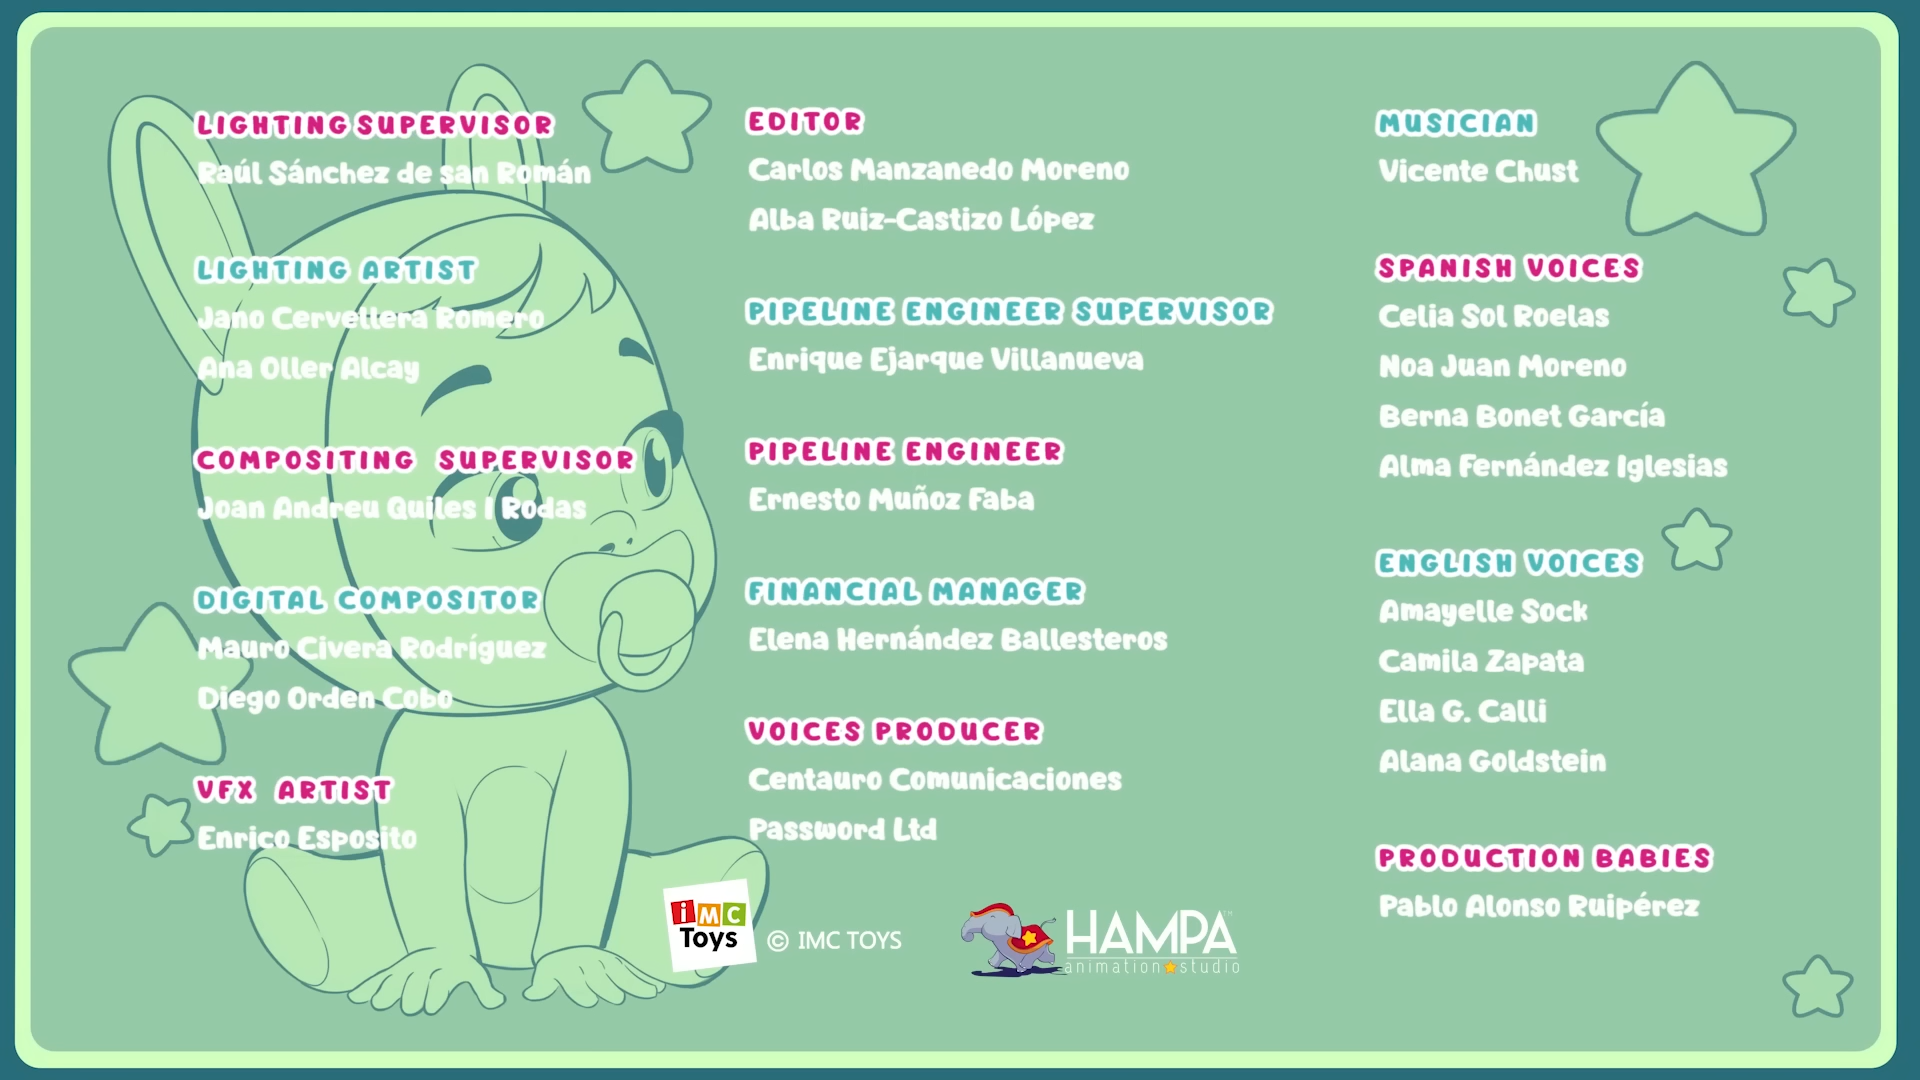 LIGHTING SUPERVISOR
Raúl Sánchez de san Román
LIGHTING ARTIST
Jano Cervellera Romero
Ana Oller Alcay
COMPOSITING SUPERVISOR
Joan Andreu Quiles I Rodas
DIGITAL COMPOSITOR
Mauro Civera Rodríguez
Diego Orden Cobo
VFX ARTIST
Enrico Esposito
EDITOR
Carlos Manzanedo Moreno
Alba Ruiz-Castizo López
PIPELINE ENGINEER SUPERVISOR
Enrique Ejarque Villanueva
PIPELINE ENGINEER
Ernesto Muñoz Faba
FINANCIAL MANAGER
Elena Hernández Ballesteros
VOICES PRODUCER
Centauro Comunicaciones
Password Ltd
MUSICIAN
Vicente Chust
SPANISH VOICES
Celia Sol Roelas
Noa Juan Moreno
Berna Bonet García
Alma Fernández Iglesias
ENGLISH VOICES
Amayelle Sock
Camila Zapata
Ella G. Calli
Alana Goldstein
PRODUCTION BABIES
Pablo Alonso Ruipérez
iMC
Toys
© IMC TOYS
HAMPA™
animation studio